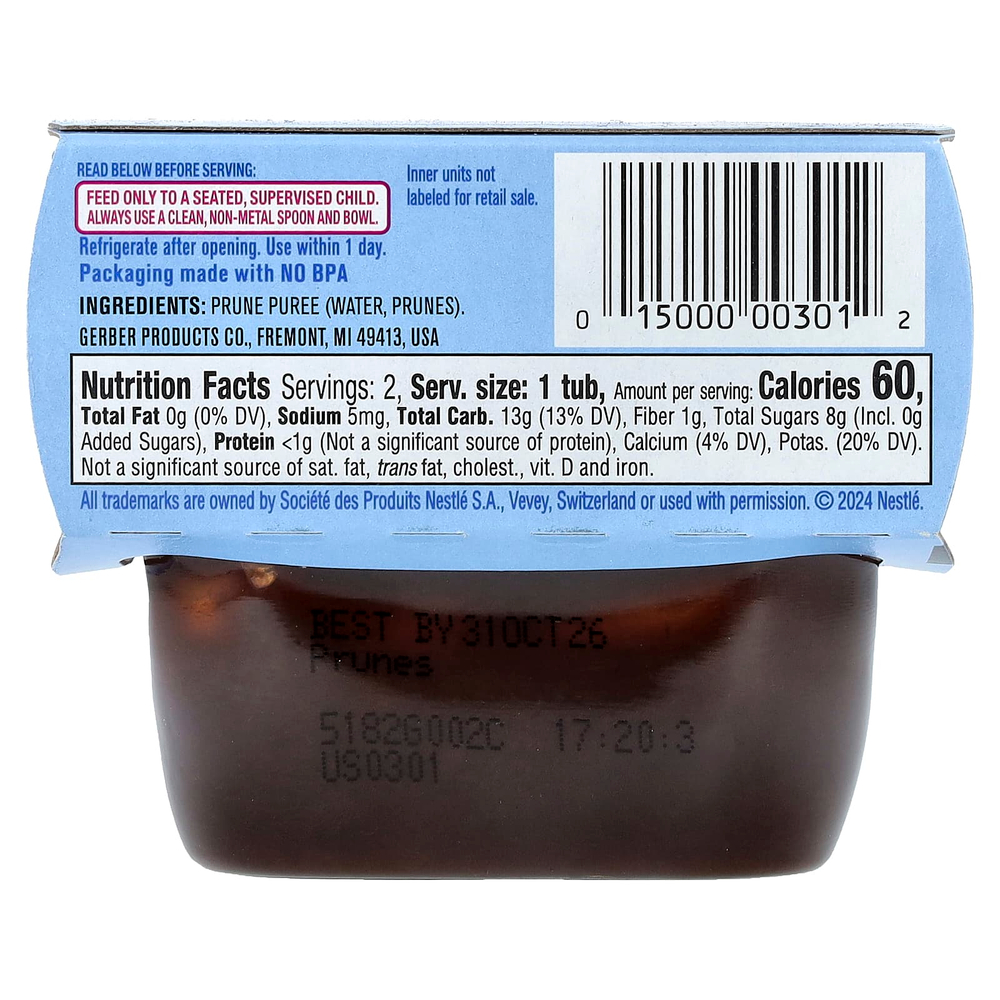 READ BELOW BEFORE SERVING:
FEED ONLY TO A SEATED, SUPERVISED CHILD.
ALWAYS USE A CLEAN, NON-METAL SPOON AND BOWL.
Refrigerate after opening. Use within 1 day.
Packaging made with NO BPA
INGREDIENTS: PRUNE PUREE (WATER, PRUNES).
GERBER PRODUCTS CO., FREMONT, MI 49413, USA
Inner units not
labeled for retail sale.
0 15000 00301 2
Nutrition Facts Servings: 2, Serv. size: 1 tub, Amount per serving: Calories 60,
Total Fat 0g (0% DV), Sodium 5mg, Total Carb. 13g (13% DV), Fiber 1g, Total Sugars 8g (Incl. 0g
Added Sugars), Protein <1g (Not a significant source of protein), Calcium (4% DV), Potas. (20% DV).
Not a significant source of sat. fat, trans fat, cholest., vit. D and iron.
All trademarks are owned by Société des Produits Nestlé S.A., Vevey, Switzerland or used with permission. © 2024 Nestlé.
BEST BY 31OCT26
Prunes
51826002C 17:20:3
US0301